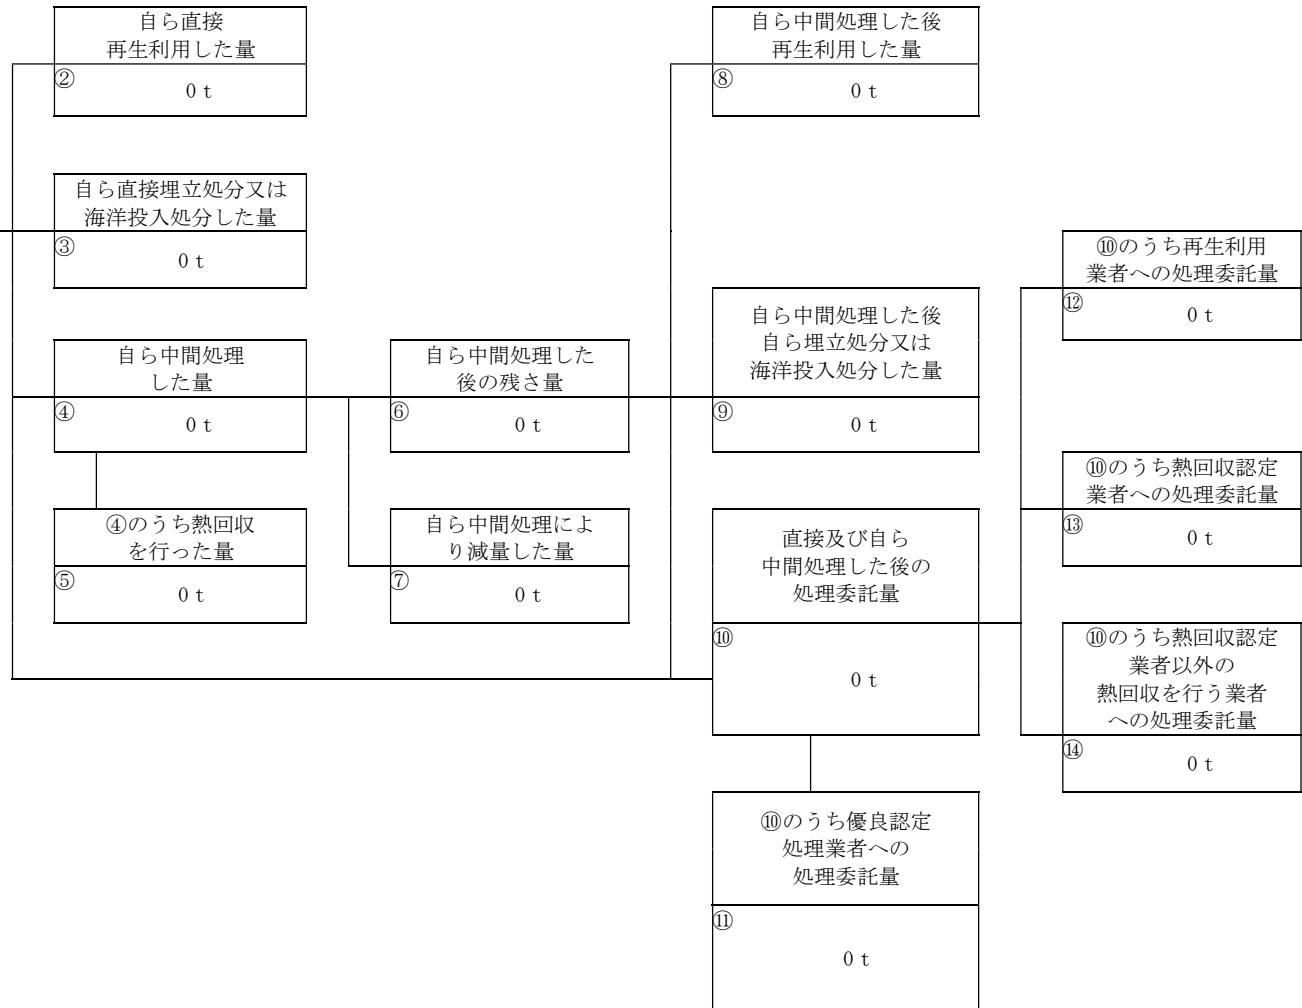 自ら直接
再生利用した量
②
0 t
自ら中間処理した後
再生利用した量
⑧
0 t
自ら直接埋立処分又は
海洋投入処分した量
③
0 t
⑩のうち再生利用
業者への処理委託量
⑫
0 t
自ら中間処理した後
自ら埋立処分又は
海洋投入処分した量
⑨
0 t
自ら中間処理
した量
④
0 t
自ら中間処理した
後の残さ量
⑥
0 t
⑩のうち熱回収認定
業者への処理委託量
⑬
0 t
④のうち熱回収
を行った量
⑤
0 t
自ら中間処理によ
り減量した量
⑦
0 t
直接及び自ら
中間処理した後の
処理委託量
⑩
0 t
⑩のうち熱回収認定
業者以外の
熱回収を行う業者
への処理委託量
⑭
0 t
⑩のうち優良認定
処理業者への
処理委託量
⑪
0 t